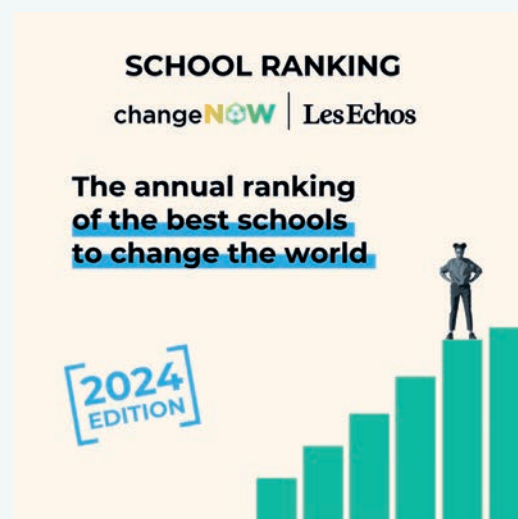 SCHOOL RANKING
changeNOW | LesEchos
The annual ranking
of the best schools
to change the world
2024
EDITION